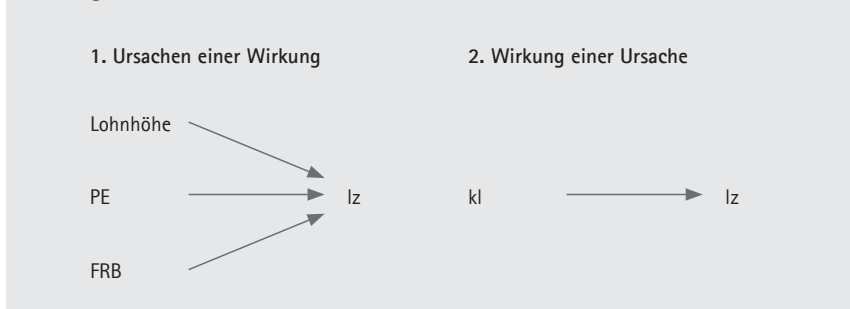 1. Ursachen einer Wirkung
2. Wirkung einer Ursache
Lohnhöhe
PE
lz
kl
lz
FRB